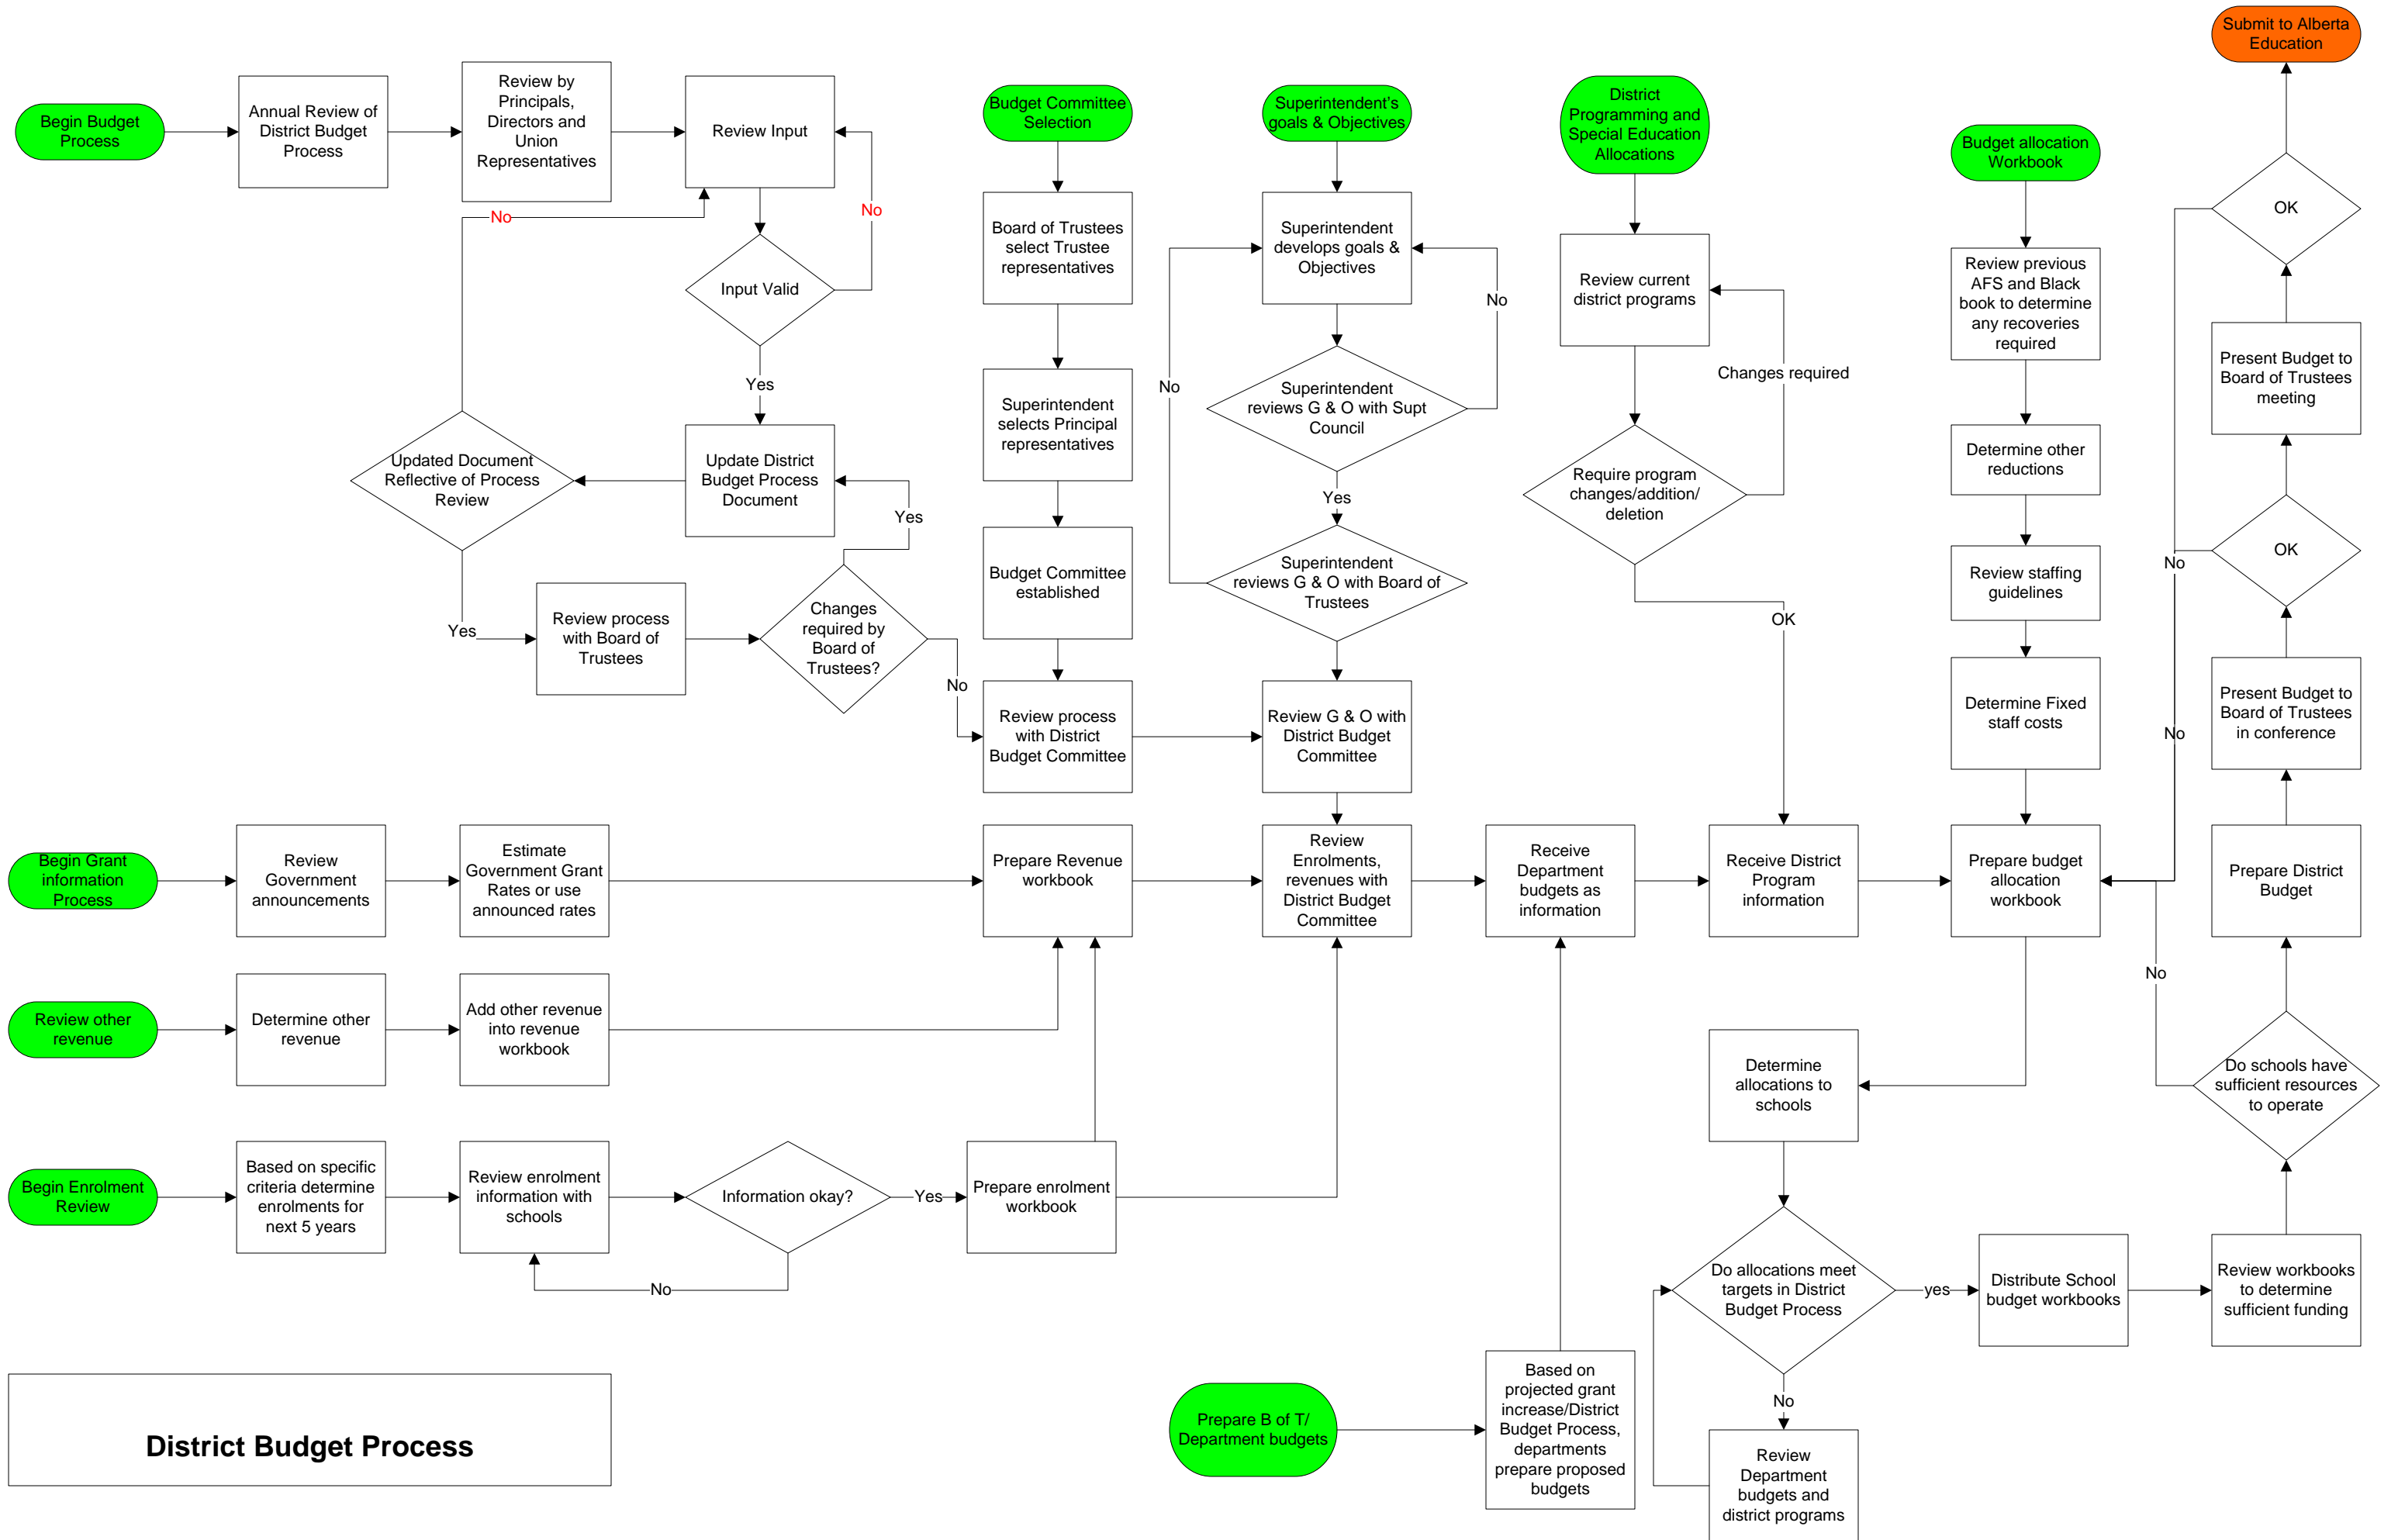 Submit to Alberta
Education
Begin Budget
Process
Annual Review of
District Budget
Process
Review by
Principals,
Directors and
Union
Representatives
Review Input
No
No
Input Valid
Yes
Updated Document
Reflective of Process
Review
Update District
Budget Process
Document
Yes
Yes
Review process
with Board of
Trustees
Changes
required by
Board of
Trustees?
No
Budget Committee
Selection
Board of Trustees
select Trustee
representatives
Superintendent
selects Principal
representatives
Budget Committee
established
Review process
with District
Budget Committee
Superintendent's
goals & Objectives
Superintendent
develops goals &
Objectives
No
No
Superintendent
reviews G & O with Supt
Council
Yes
Superintendent
reviews G & O with Board of
Trustees
Review G & O with
District Budget
Committee
District
Programming and
Special Education
Allocations
Review current
district programs
Changes required
Require program
changes/addition/
deletion
OK
Budget allocation
Workbook
Review previous
AFS and Black
book to determine
any recoveries
required
Determine other
reductions
Review staffing
guidelines
Determine Fixed
staff costs
OK
Present Budget to
Board of Trustees
meeting
OK
No
Present Budget to
Board of Trustees
in conference
No
Begin Grant
information
Process
Review
Government
announcements
Estimate
Government Grant
Rates or use
announced rates
Prepare Revenue
workbook
Review
Enrolments,
revenues with
District Budget
Committee
Receive
Department
budgets as
information
Receive District
Program
information
Prepare budget
allocation
workbook
Prepare District
Budget
No
Review other
revenue
Determine other
revenue
Add other revenue
into revenue
workbook
Determine
allocations to
schools
Do schools have
sufficient resources
to operate
Begin Enrolment
Review
Based on specific
criteria determine
enrolments for
next 5 years
Review enrolment
information with
schools
Information okay?
Yes
Prepare enrolment
workbook
No
Do allocations meet
targets in District
Budget Process
yes
Distribute School
budget workbooks
Review workbooks
to determine
sufficient funding
No
District Budget Process
Prepare B of T/
Department budgets
Based on
projected grant
increase/District
Budget Process,
departments
prepare proposed
budgets
Review
Department
budgets and
district programs